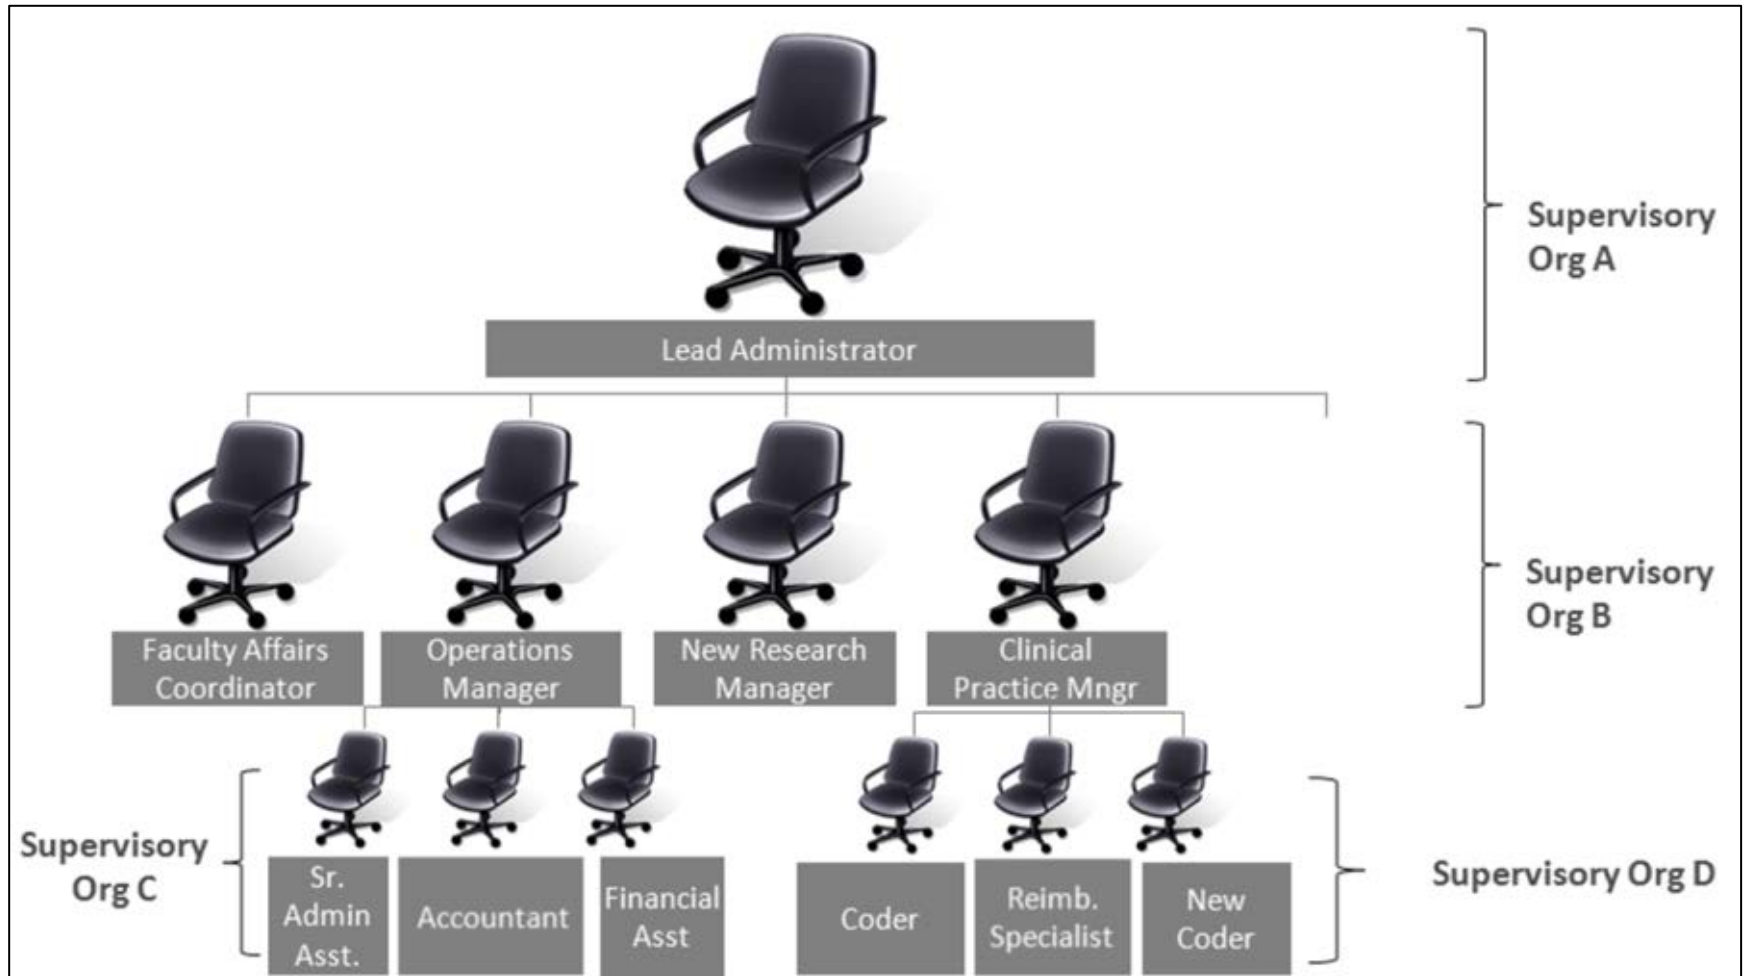 Supervisory
Org A
Lead Administrator
Faculty Affairs
Coordinator
Operations
Manager
New Research
Manager
Clinical
Practice Mngr
Supervisory
Org B
Supervisory
Org C
Sr.
Admin
Asst.
Accountant
Financial
Asst
Coder
Reimb.
Specialist
New
Coder
Supervisory Org D